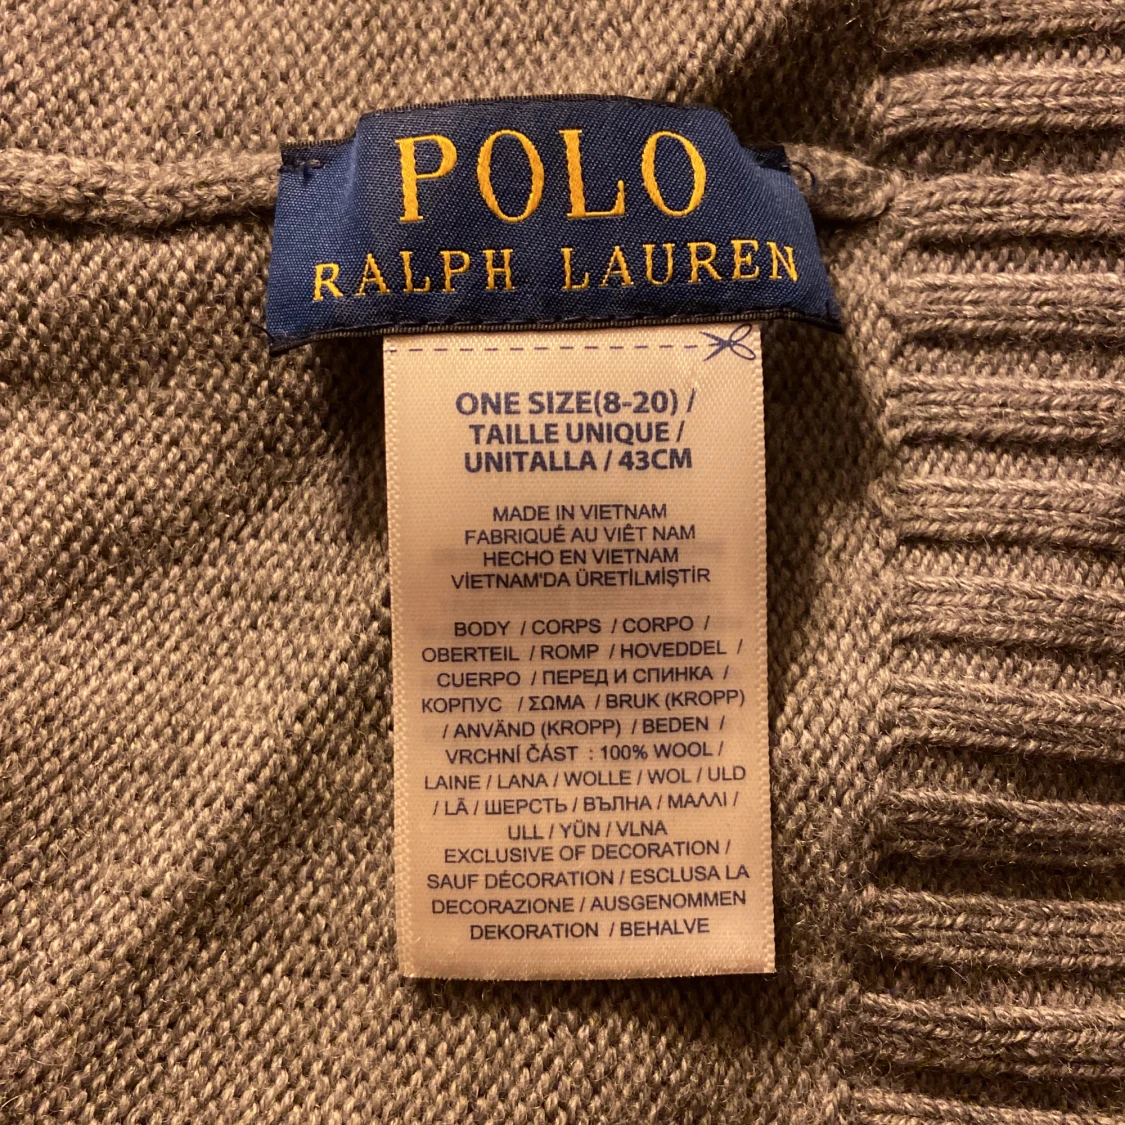 POLO
RALPH LAUREN
ONE SIZE(8-20) /
TAILLE UNIQUE /
UNITALLA / 43CM
MADE IN VIETNAM
FABRIQUÉ AU VIÊT NAM
HECHO EN VIETNAM
VİETNAM'DA ÜRETİLMİŞTİR
BODY / CORPS / CORPO /
OBERTEIL / ROMP / HOVEDDEL /
CUERPO / ПЕРЕД И СПИНКА /
КОРПУС / ΣΩΜΑ / BRUK (KROPP)
/ ANVÄND (KROPP) / BEDEN /
VRCHNÍ ČÁST : 100% WOOL /
LAINE / LANA / WOLLE / WOL / ULD
/ LÃ / ШЕРСТЬ / ВЪЛНА / ΜΑΛΛΙ /
ULL / YÜN / VLNA
EXCLUSIVE OF DECORATION /
SAUF DÉCORATION / ESCLUSA LA
DECORAZIONE / AUSGENOMMEN
DEKORATION / BEHALVE